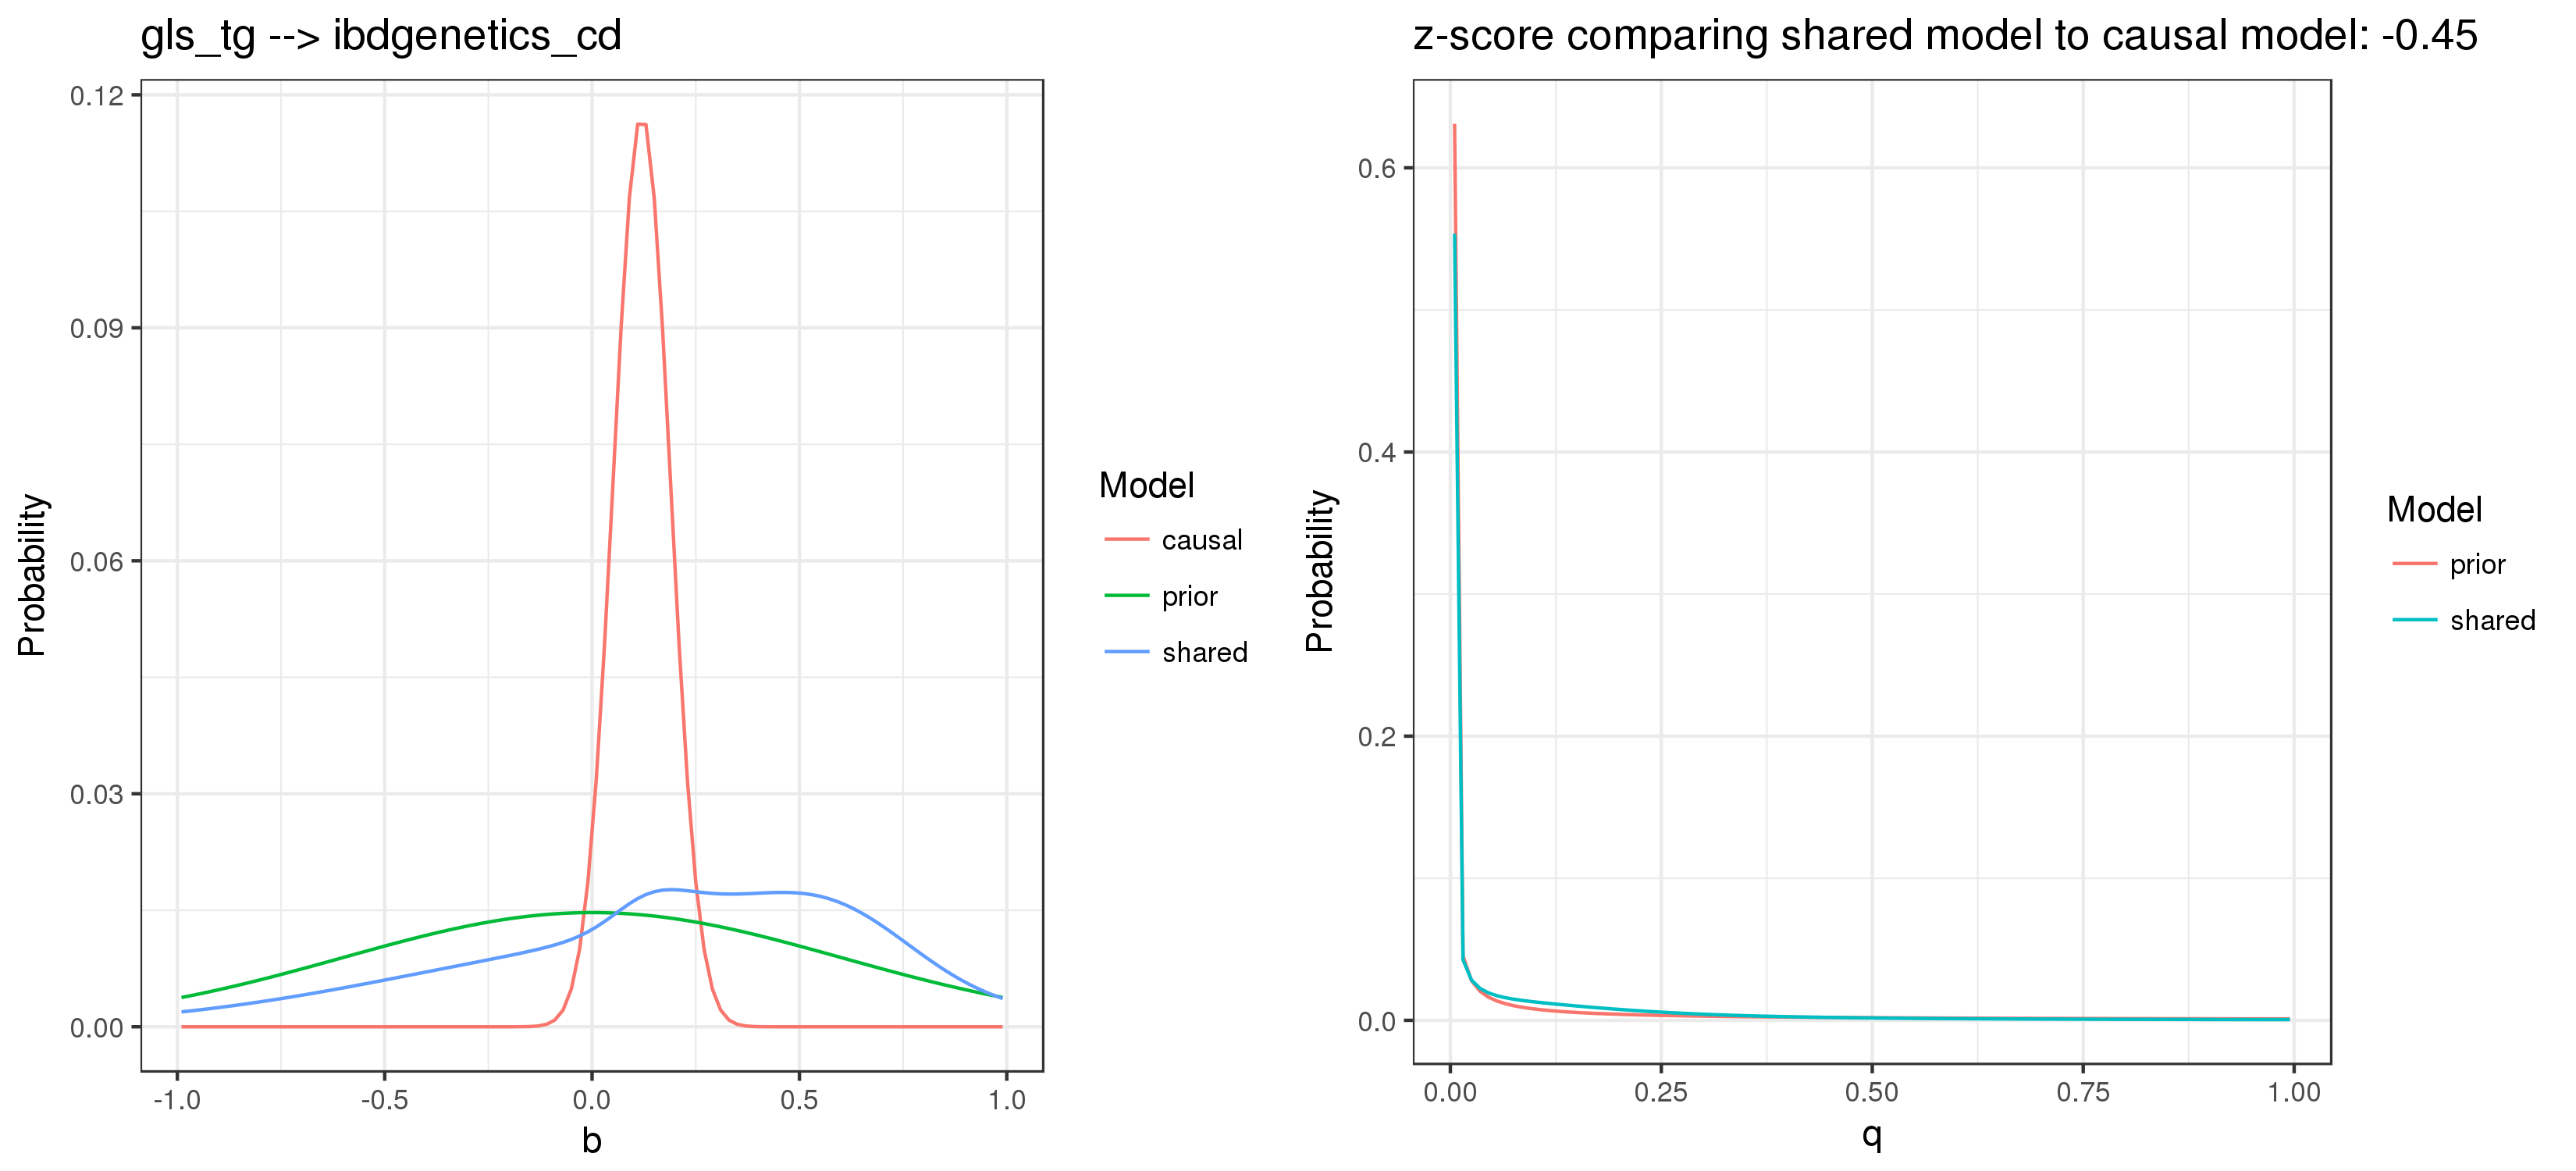 gls_tg --> ibdgenetics_cd
Probability
0.12
0.09
0.06
0.03
0.00
-1.0 -0.5 0.0 0.5 1.0
b
Model
causal
prior
shared
z-score comparing shared model to causal model: -0.45
Probability
0.6
0.4
0.2
0.0
0.00 0.25 0.50 0.75 1.00
q
Model
prior
shared